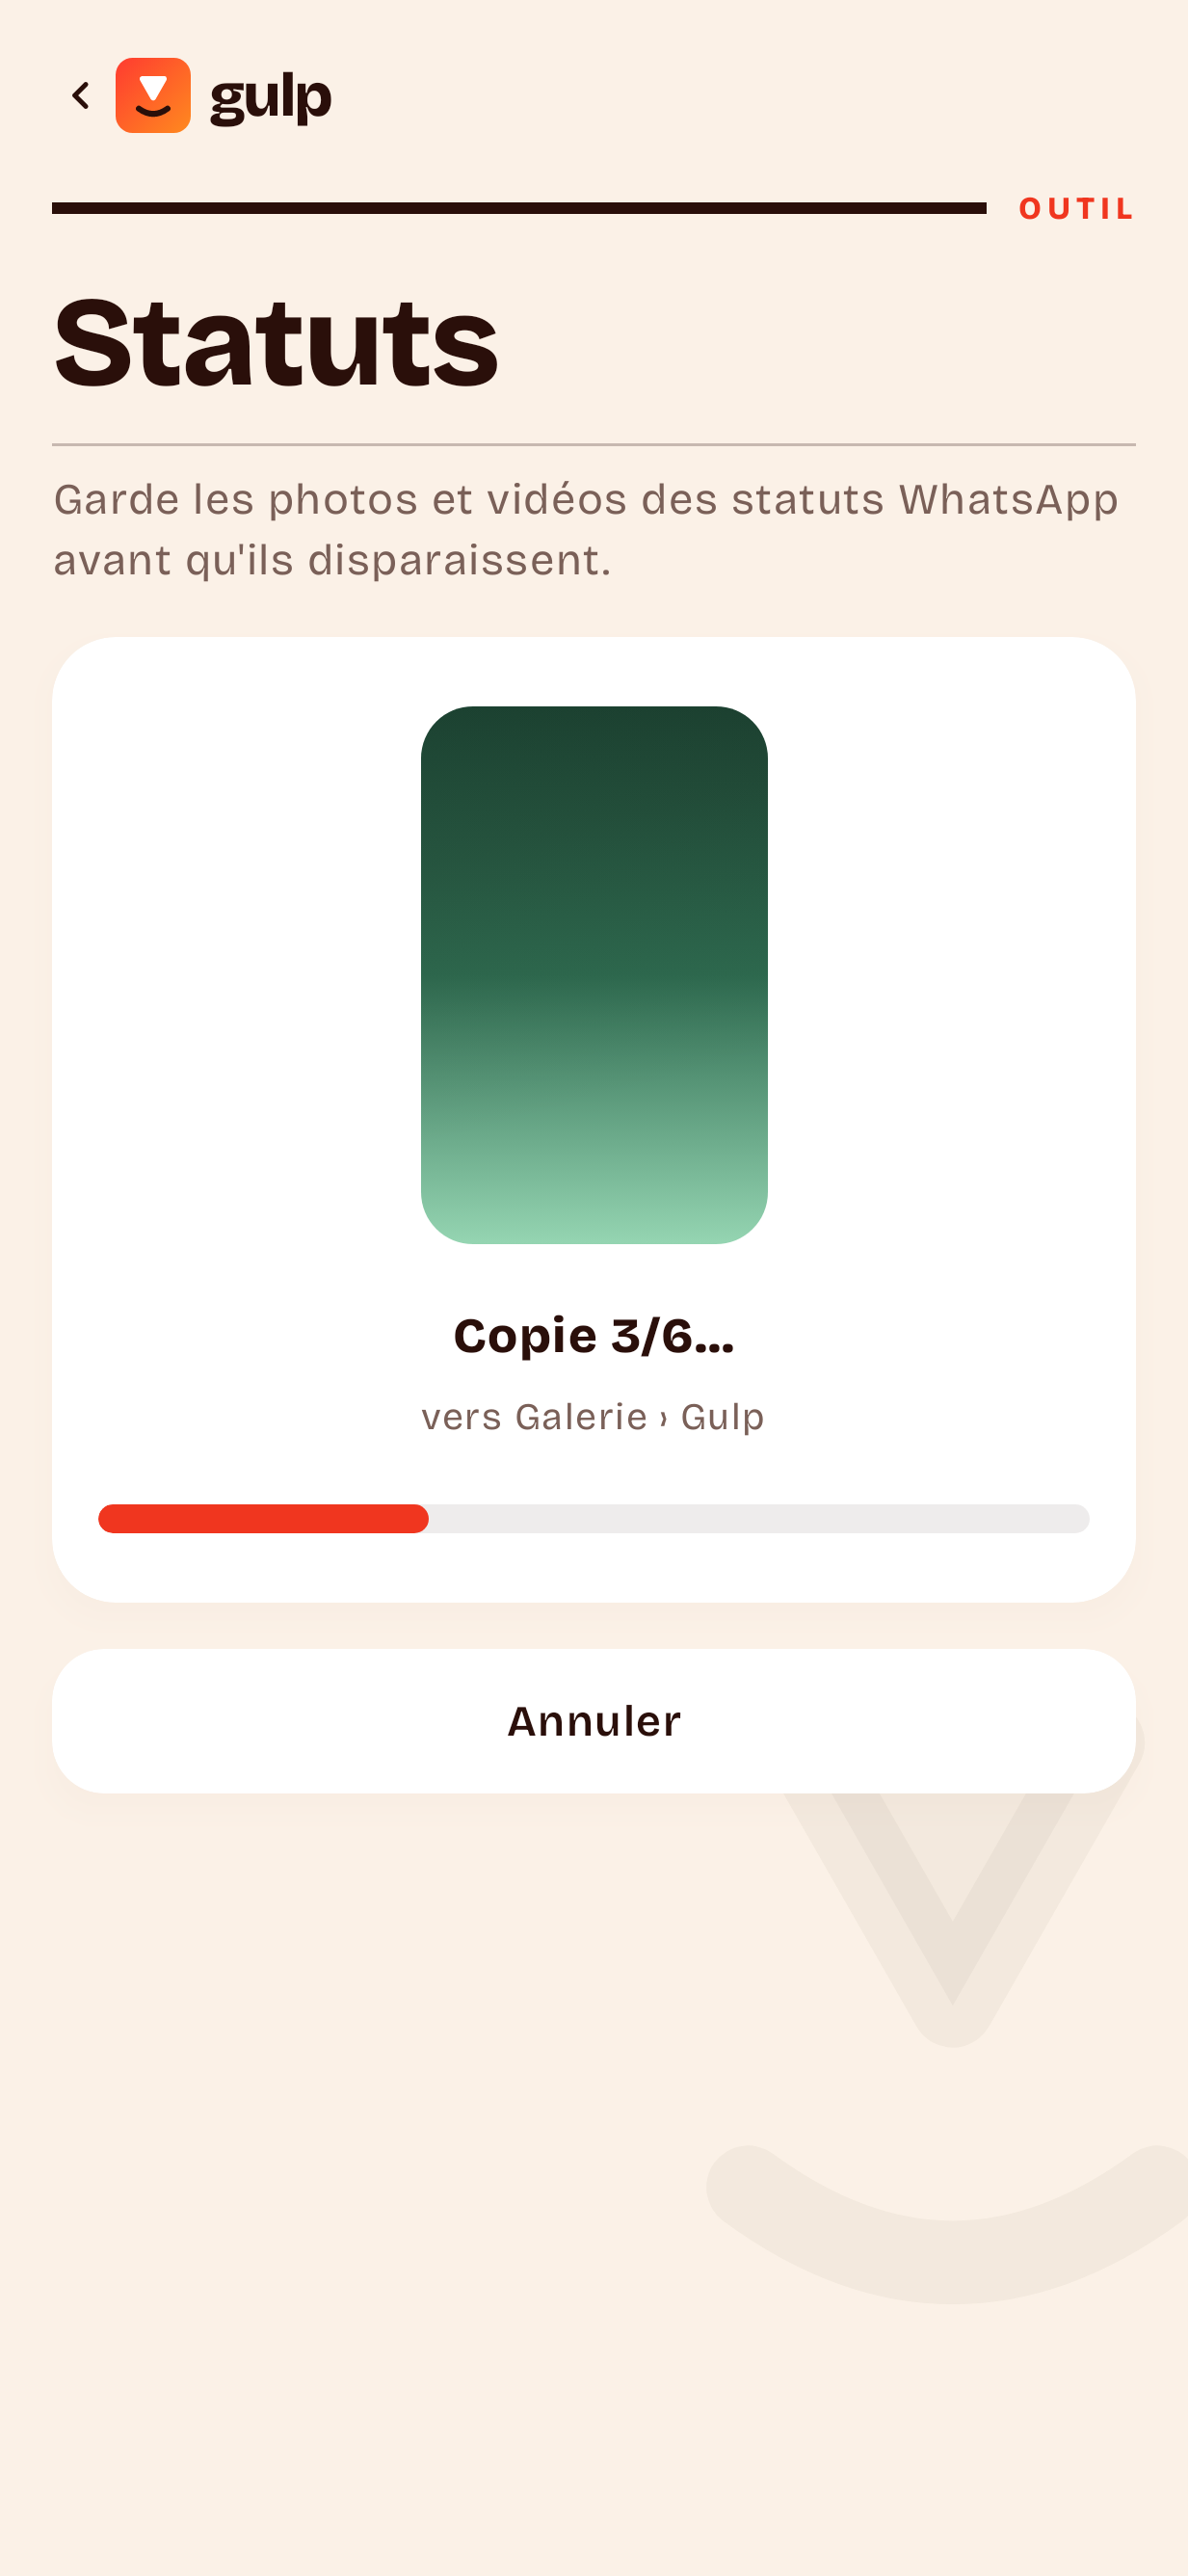 gulp
OUTIL
Statuts
Garde les photos et vidéos des statuts WhatsApp
avant qu'ils disparaissent.
Copie 3/6...
vers Galerie › Gulp
Annuler